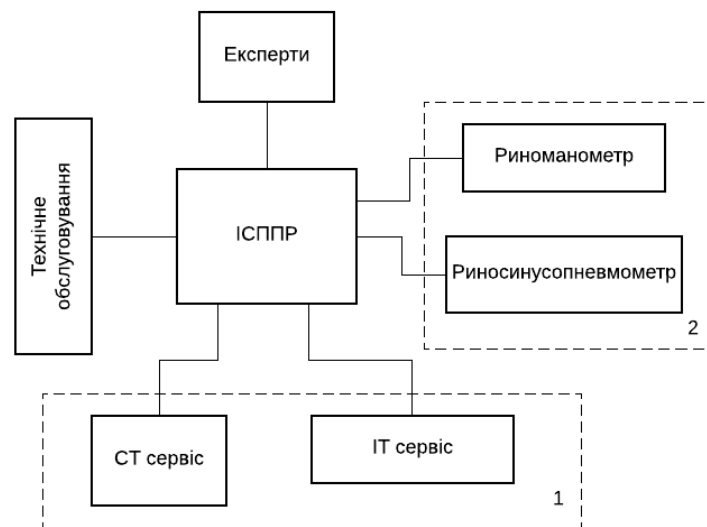 Експерти
Технічне
обслуговування
ІСППР
Риноманометр
Риносинусопневмометр
2
СТ сервіс
ІТ сервіс
1